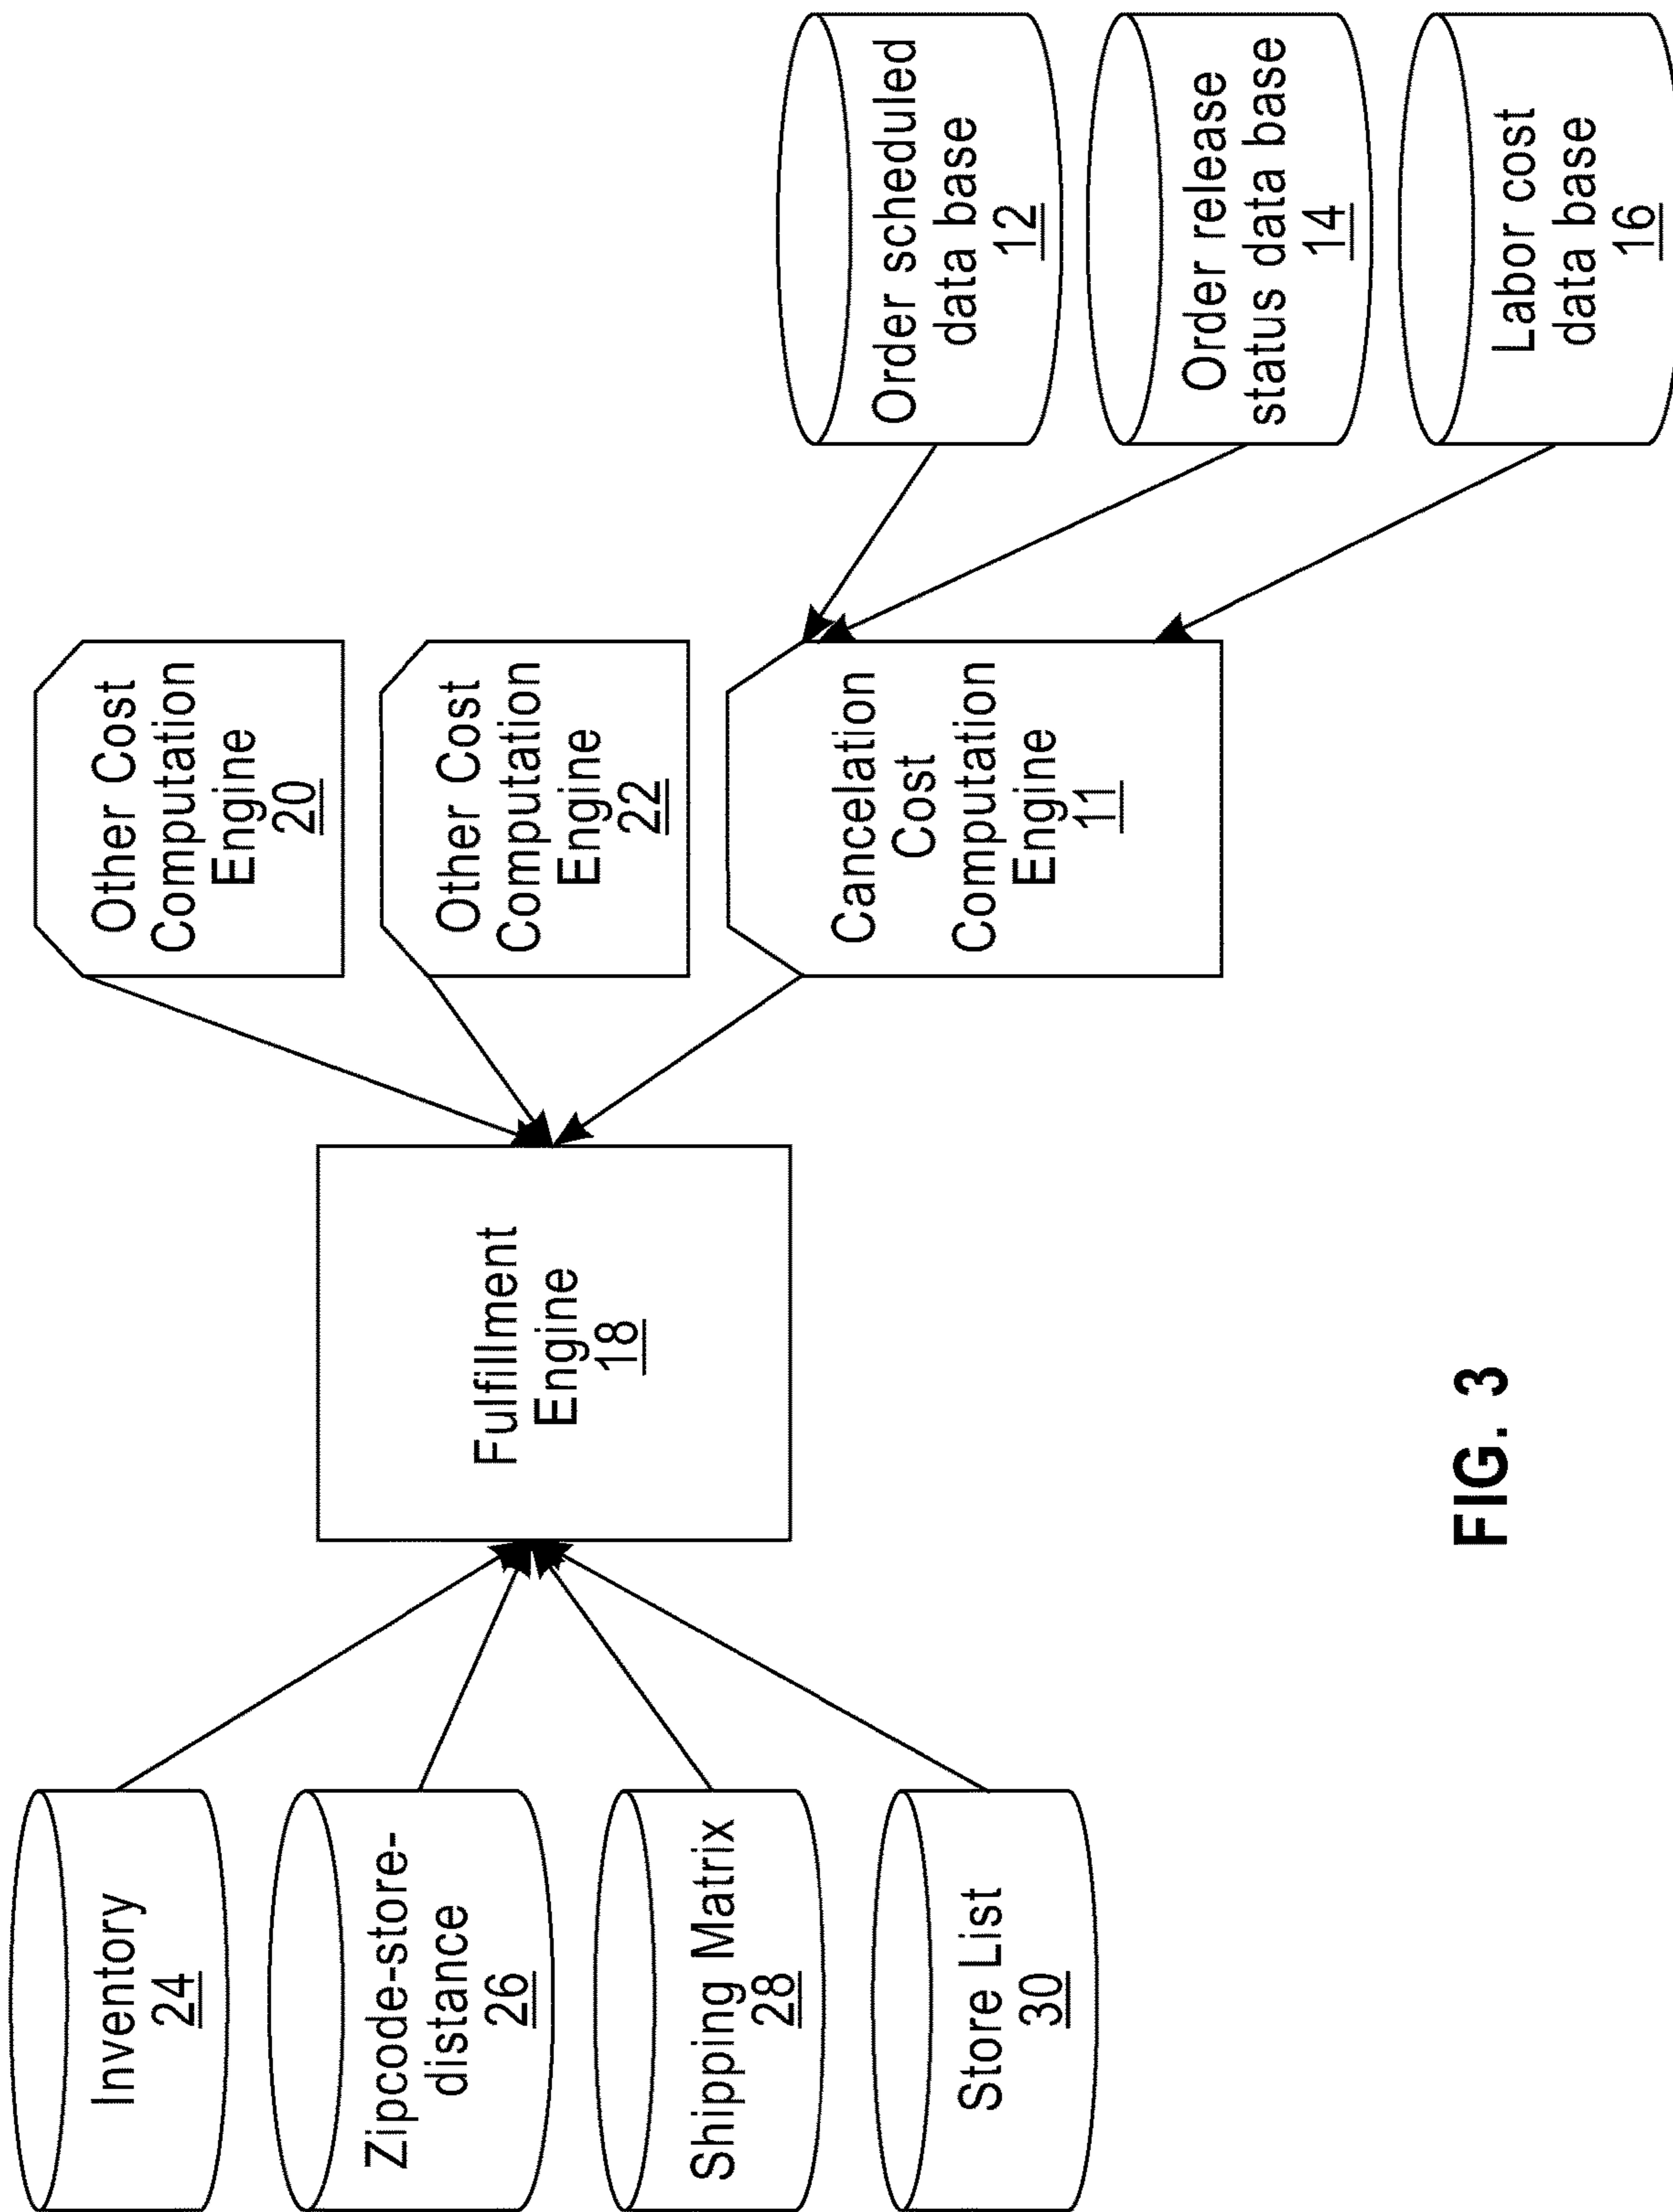 Inventory
24
Zipcode-store-
distance
26
Shipping Matrix
28
Store List
30
Fulfillment
Engine
18
Other Cost
Computation
Engine
20
Other Cost
Computation
Engine
22
Cancelation
Cost
Computation
Engine
11
Order scheduled
data base
12
Order release
status data base
14
Labor cost
data base
16
FIG. 3